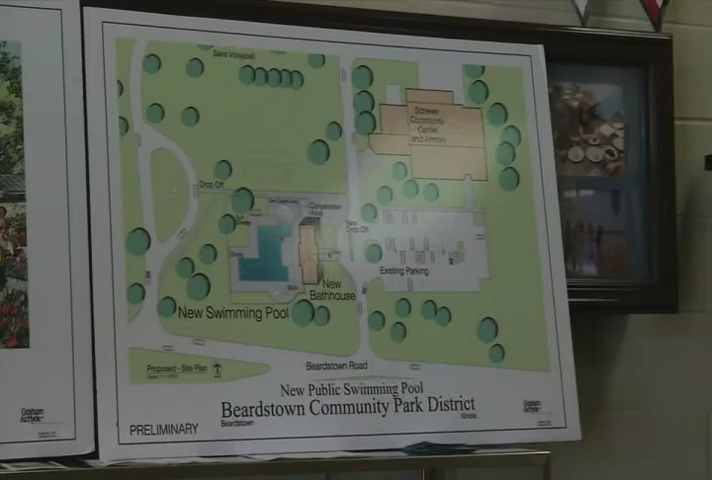 Sand Volleyball
Schewe
Community
Center
and Armory
Drop Off
Concession
New
Drop Off
Existing Parking
New
Bathhouse
New Swimming Pool
Beardstown Road
Proposed - Site Plan
New Public Swimming Pool
Beardstown Community Park District
Beardstown
Illinois
PRELIMINARY